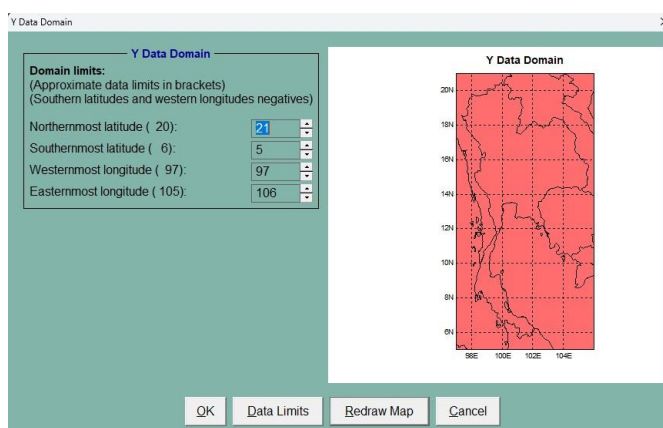 Y Data Domain
Y Data Domain
Domain limits:
(Approximate data limits in brackets)
(Southern latitudes and western longitudes negatives)
Northernmost latitude ( 20): 21
Southernmost latitude ( 6): 5
Westernmost longitude ( 97): 97
Easternmost longitude ( 105): 106
Y Data Domain
20N
18N
16N
14N
12N
10N
8N
6N
98E 100E 102E 104E
OK Data Limits Redraw Map Cancel